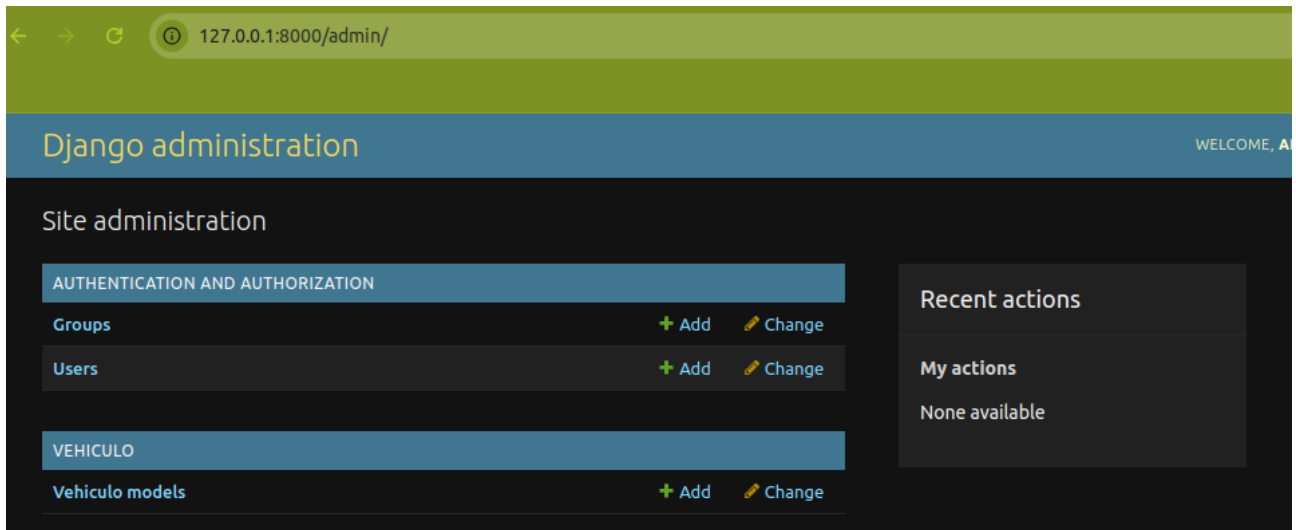 127.0.0.1:8000/admin/
Django administration
WELCOME,
Site administration
AUTHENTICATION AND AUTHORIZATION
Groups + Add Change
Users + Add Change
VEHICULO
Vehiculo models + Add Change
Recent actions
My actions
None available